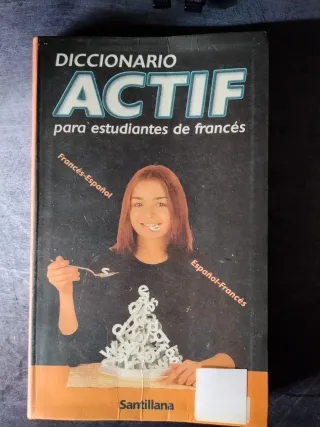 DICCIONARIO
ACTIF
para estudiantes de francés
Francés-Español
Español-Francés
Santillana